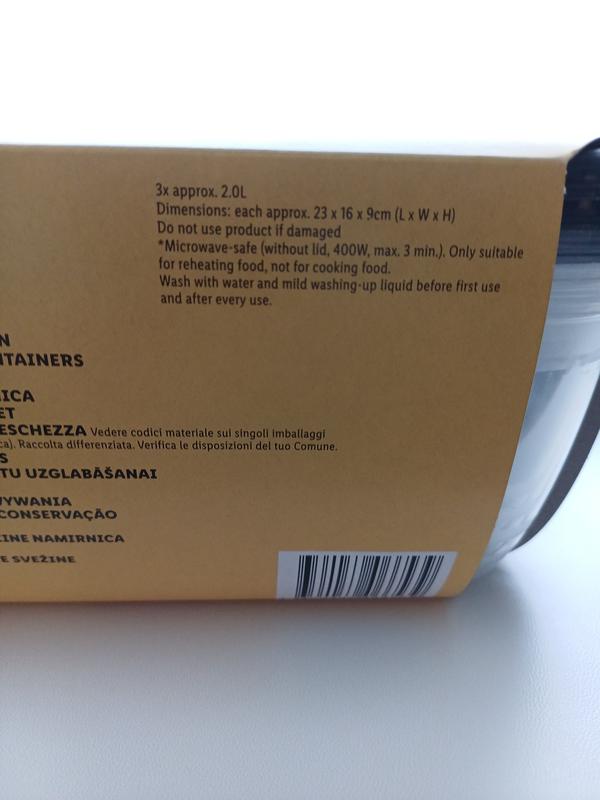 3x approx. 2.0L
Dimensions: each approx. 23 x 16 x 9cm (L x W x H)
Do not use product if damaged
*Microwave-safe (without lid, 400W, max. 3 min.). Only suitable
for reheating food, not for cooking food.
Wash with water and mild washing-up liquid before first use
and after every use.
N
NTAINERS
ICA
ET
ESCHEZZA Vedere codici materiale sui singoli imballaggi
ca). Raccolta differenziata. Verifica le disposizioni del tuo Comune.
S
TU UZGLABĀŠANAI
WYWANIA
CONSERVAÇÃO
INE NAMIRNICA
E SVEŽINE